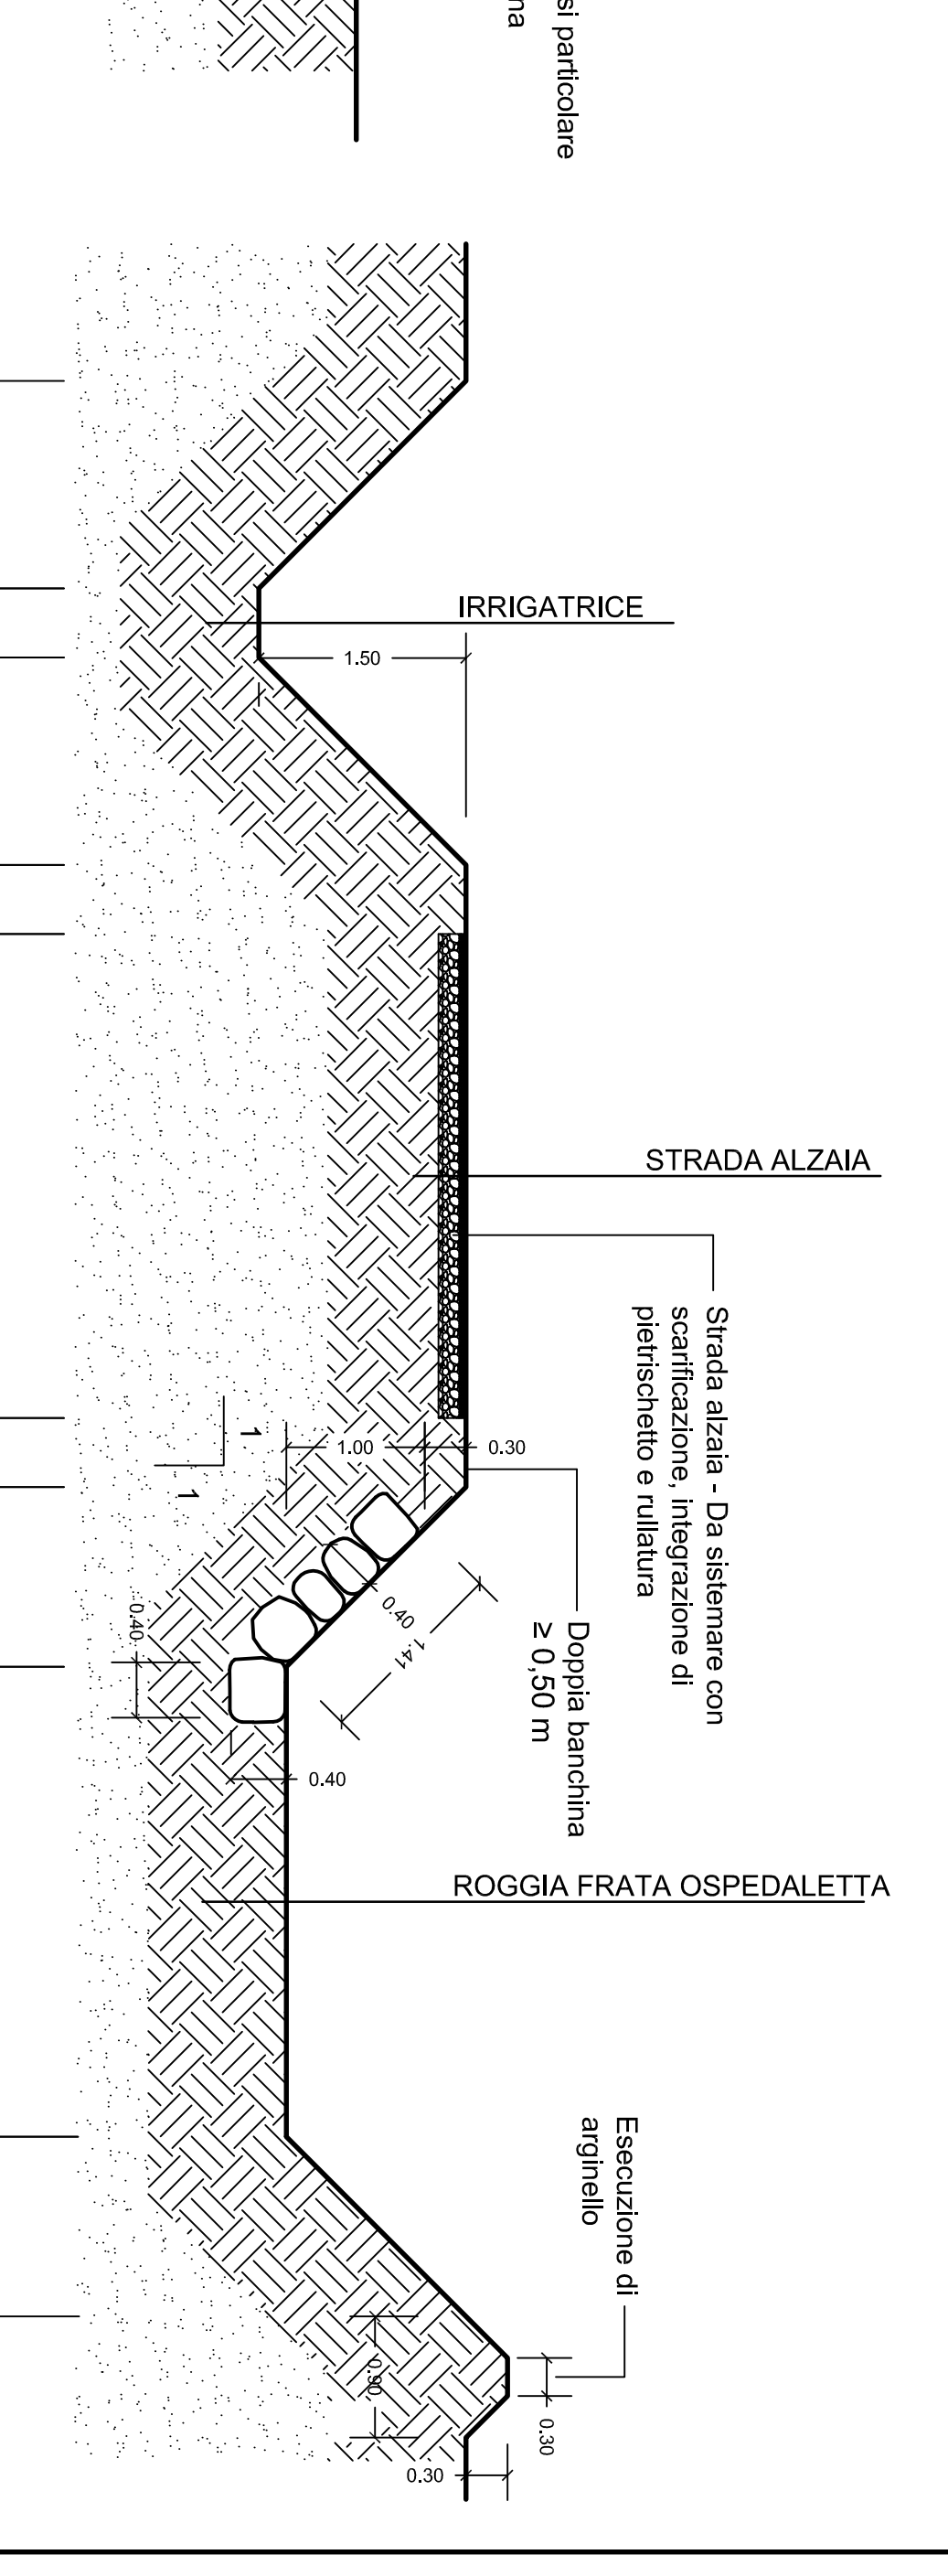 si particolare
na
IRRIGATRICE
1.50
STRADA ALZAIA
Strada alzaia - Da sistemare con
scarificazione, integrazione di
pietrischetto e rullatura
1
1
1.00
0.30
Doppia banchina
≥ 0,50 m
0.40
1.41
0.40
0.40
ROGGIA FRATA OSPEDALETTA
Esecuzione di
arginello
0.90
0.30
0.30